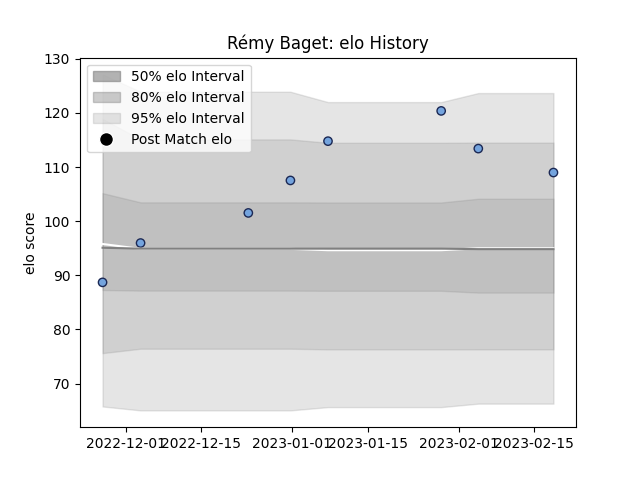 Rémy Baget: elo History
130
120
110
100
90
80
70
elo score
50% elo Interval
80% elo Interval
95% elo Interval
Post Match elo
2022-12-01
2022-12-15
2023-01-01
2023-01-15
2023-02-01
2023-02-15